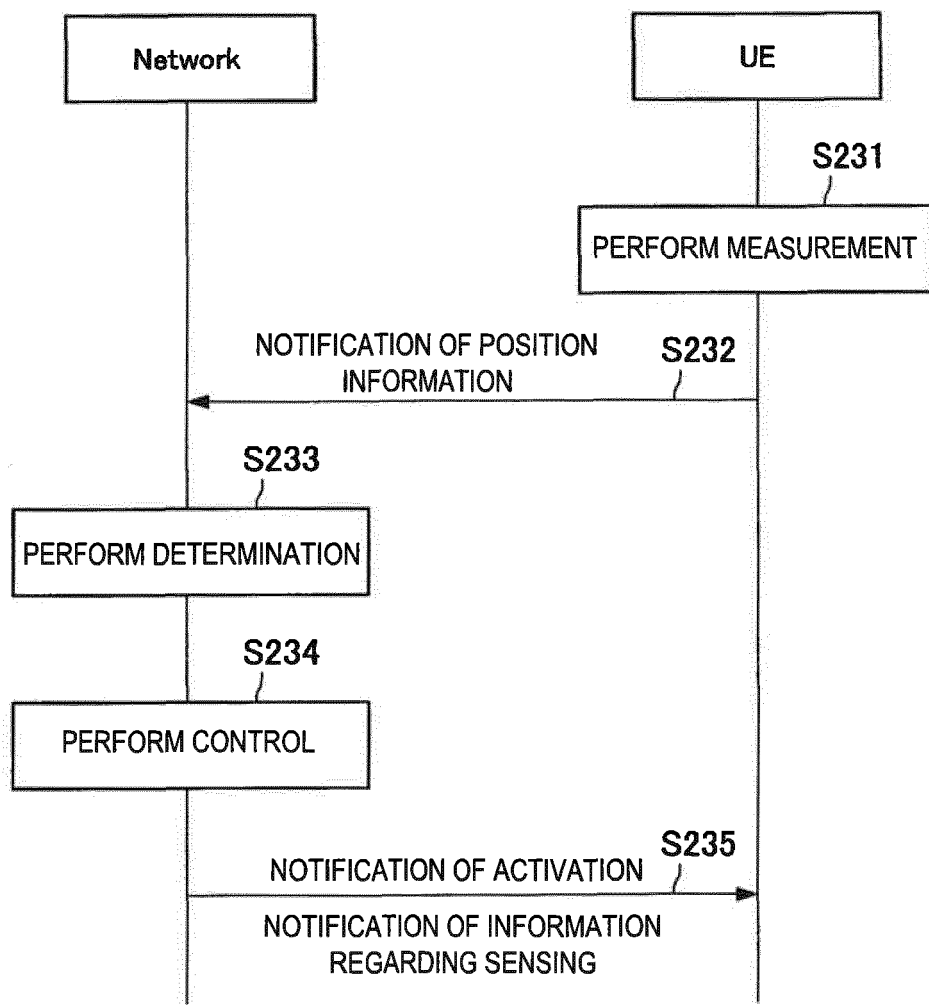 Network
UE
S231
PERFORM MEASUREMENT
NOTIFICATION OF POSITION
INFORMATION
S232
S233
PERFORM DETERMINATION
S234
PERFORM CONTROL
S235
NOTIFICATION OF ACTIVATION
NOTIFICATION OF INFORMATION
REGARDING SENSING